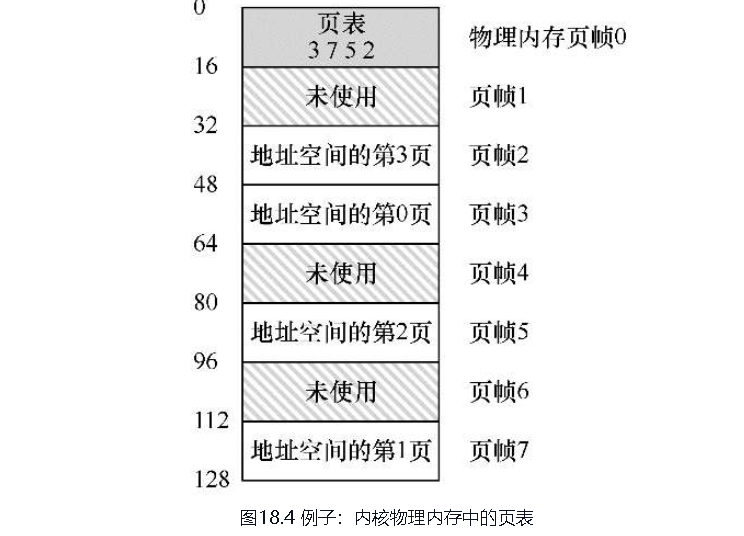 0
页表
3 7 5 2
物理内存页帧0
16
未使用
页帧1
32
地址空间的第3页
页帧2
48
地址空间的第0页
页帧3
64
未使用
页帧4
80
地址空间的第2页
页帧5
96
未使用
页帧6
112
地址空间的第1页
页帧7
128
图18.4 例子：内核物理内存中的页表